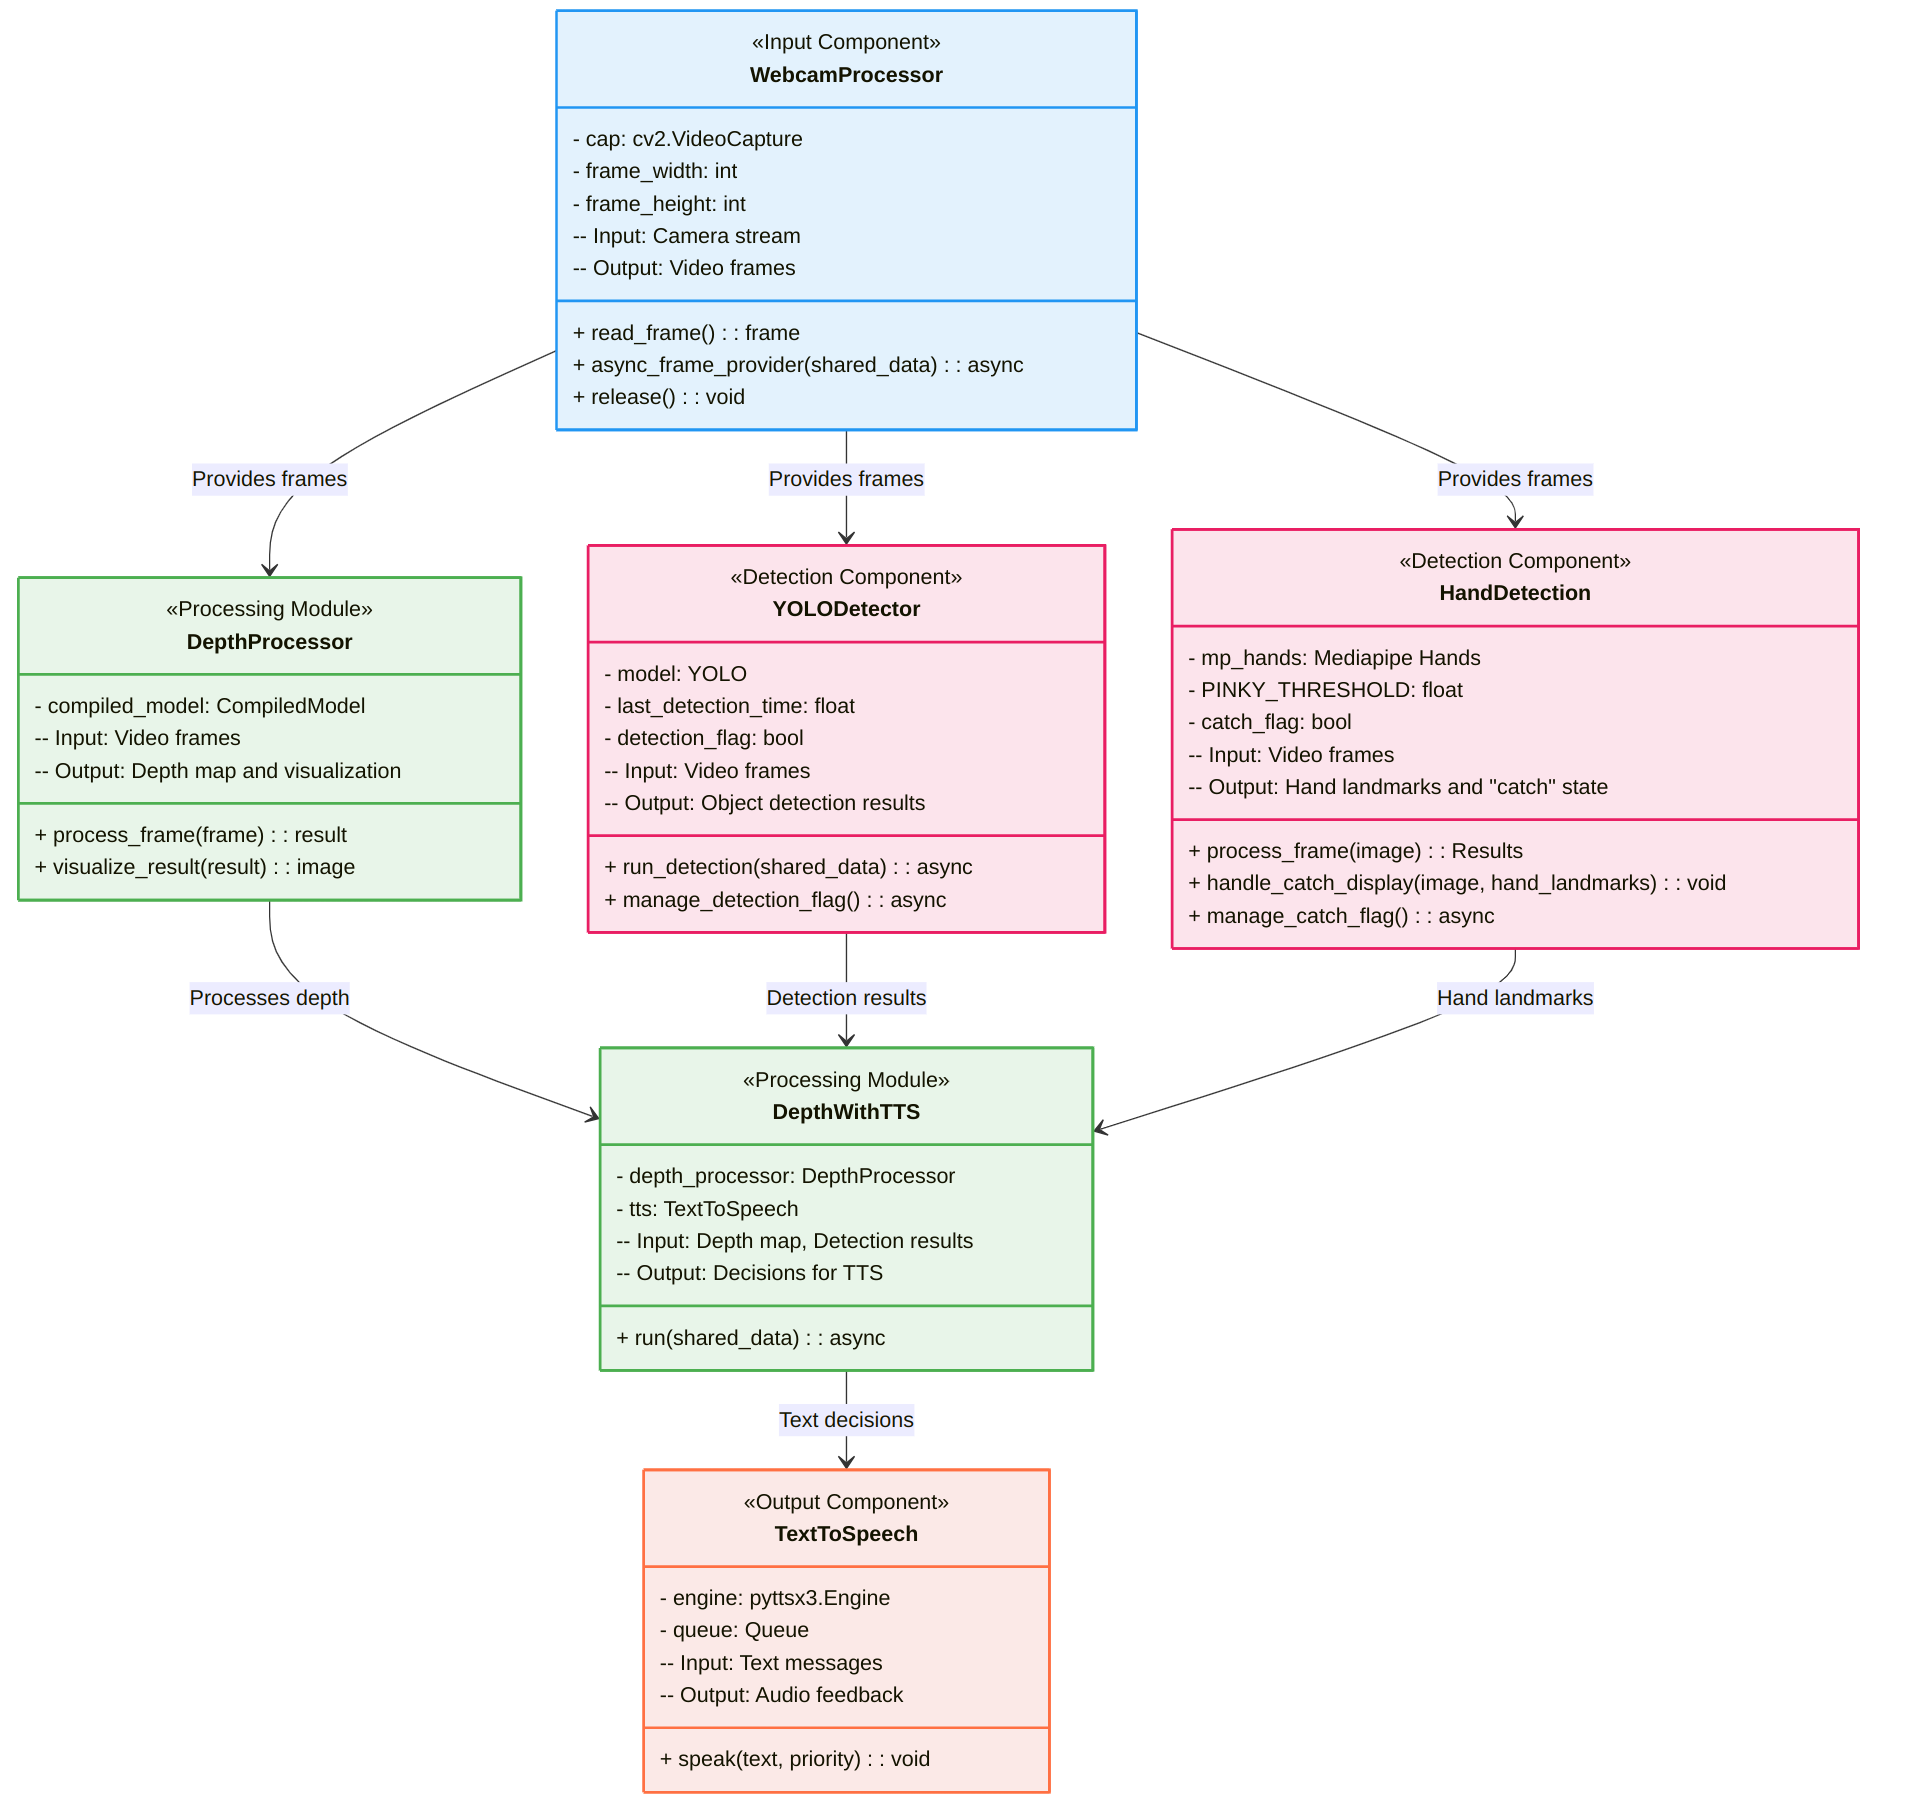 «Input Component»
WebcamProcessor
- cap: cv2.VideoCapture
- frame_width: int
- frame_height: int
-- Input: Camera stream
-- Output: Video frames
+ read_frame() : : frame
+ async_frame_provider(shared_data) : : async
+ release() : : void
Provides frames
Provides frames
Provides frames
«Processing Module»
DepthProcessor
- compiled_model: CompiledModel
-- Input: Video frames
-- Output: Depth map and visualization
+ process_frame(frame) : : result
+ visualize_result(result) : : image
«Detection Component»
YOLODetector
- model: YOLO
- last_detection_time: float
- detection_flag: bool
-- Input: Video frames
-- Output: Object detection results
+ run_detection(shared_data) : : async
+ manage_detection_flag() : : async
«Detection Component»
HandDetection
- mp_hands: Mediapipe Hands
- PINKY_THRESHOLD: float
- catch_flag: bool
-- Input: Video frames
-- Output: Hand landmarks and "catch" state
+ process_frame(image) : : Results
+ handle_catch_display(image, hand_landmarks) : : void
+ manage_catch_flag() : : async
Processes depth
Detection results
Hand landmarks
«Processing Module»
DepthWithTTS
- depth_processor: DepthProcessor
- tts: TextToSpeech
-- Input: Depth map, Detection results
-- Output: Decisions for TTS
+ run(shared_data) : : async
Text decisions
«Output Component»
TextToSpeech
- engine: pyttsx3.Engine
- queue: Queue
-- Input: Text messages
-- Output: Audio feedback
+ speak(text, priority) : : void